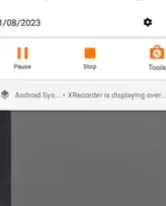 /08/2023
Pause Stop Tools
Android Sys... • XRecorder is displaying over..